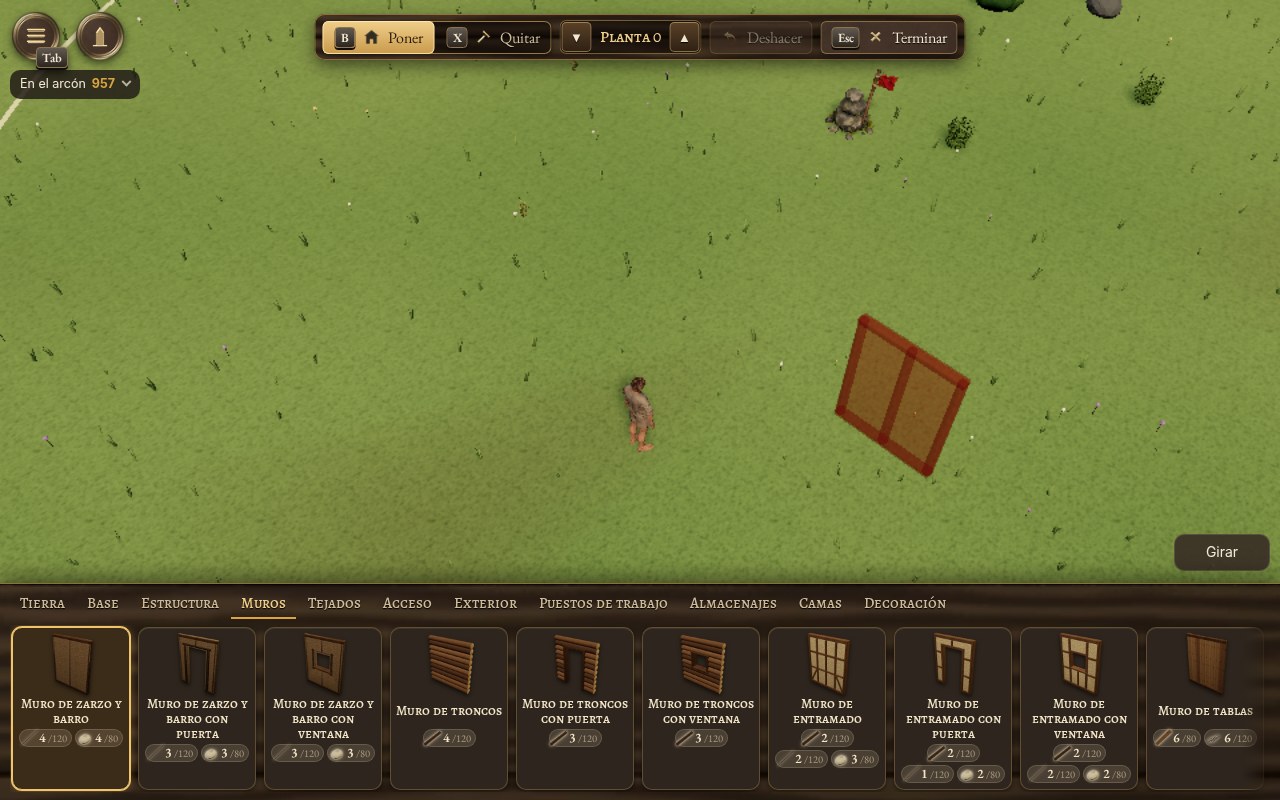 B Poner X Quitar ▼ Planta 0 ▲ Deshacer Esc Terminar
Tab
En el arcón 957
Girar
Tierra Base Estructura Muros Tejados Acceso Exterior Puestos de trabajo Almacenajes Camas Decoración
Muro de zarzo y barro
4 /120 4 /80
Muro de zarzo y barro con puerta
3 /120 3 /80
Muro de zarzo y barro con ventana
3 /120 3 /80
Muro de troncos
4 /120
Muro de troncos con puerta
3 /120
Muro de troncos con ventana
3 /120
Muro de entramado
2 /120
2 /120 3 /80
Muro de entramado con puerta
2 /120
1 /120 2 /80
Muro de entramado con ventana
2 /120
2 /120 2 /80
Muro de tablas
6 /80 6 /120